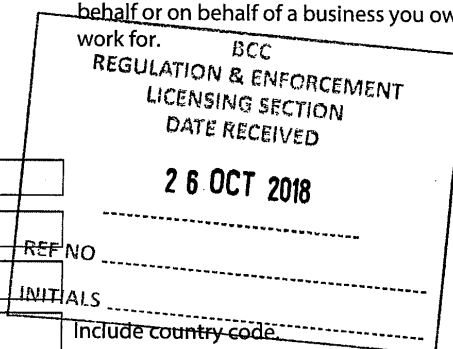 behalf or on behalf of a business you ow
work for.
BCC
REGULATION & ENFORCEMENT
LICENSING SECTION
DATE RECEIVED
26 OCT 2018
REF NO
INITIALS
Include country code.